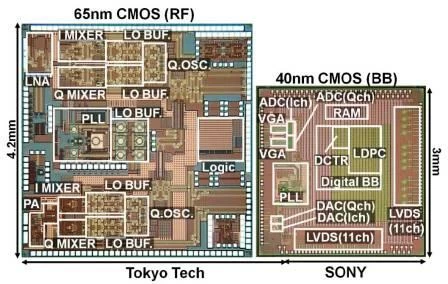 65nm CMOS (RF)
I MIXER
LO BUF.
LNA
Q.OSC.
Q MIXER
LO BUF.
PLL
LO BUF.
Logic
4.2mm
I MIXER
LO BUF.
PA
Q.OSC.
Q MIXER
LO BUF.
Tokyo Tech
40nm CMOS (BB)
ADC(Qch)
ADC(Ich)
RAM
VGA
LDPC
VGA
DCTR
Digital BB
PLL
DAC(Qch)
DAC(Ich)
LVDS
(11ch)
LVDS(11ch)
3mm
SONY